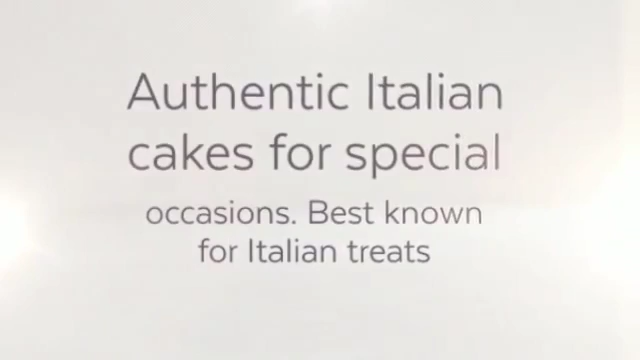 Authentic Italian
cakes for special
occasions. Best known
for Italian treats